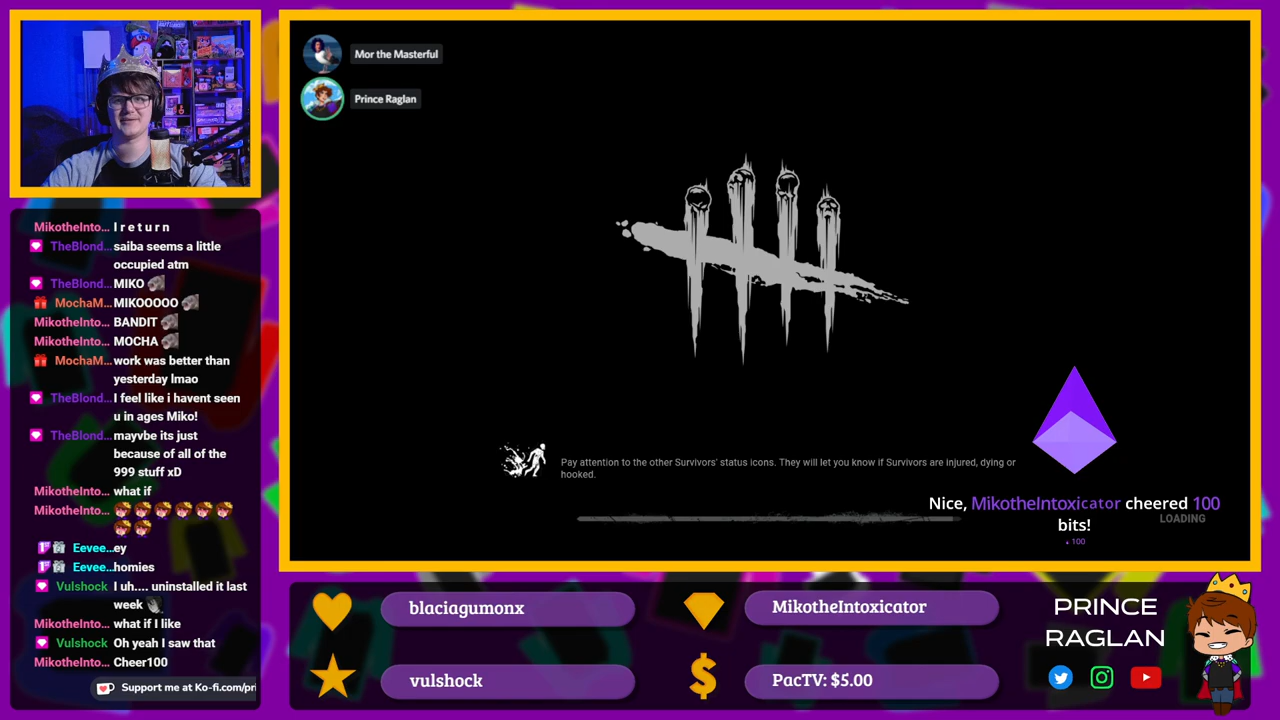 Mor the Masterful
Prince Raglan
MikotheInto... I r e t u r n
TheBlond... saiba seems a little
occupied atm
TheBlond... MIKO
MochaM... MIKOOOOO
MikotheInto... BANDIT
MikotheInto... MOCHA
MochaM... work was better than
yesterday lmao
TheBlond... I feel like i havent seen
u in ages Miko!
TheBlond... mayvbe its just
because of all of the
999 stuff xD
MikotheInto... what if
MikotheInto...
Eevee... ey
Eevee... homies
Vulshock I uh.... uninstalled it last
week
MikotheInto... what if I like
Vulshock Oh yeah I saw that
MikotheInto... Cheer100
Support me at Ko-fi.com/pri
Pay attention to the other Survivors' status icons. They will let you know if Survivors are injured, dying or
hooked.
LOADING
Nice, MikotheIntoxicator cheered 100
bits!
100
blaciagumonx
MikotheIntoxicator
vulshock
PacTV: $5.00
PRINCE
RAGLAN